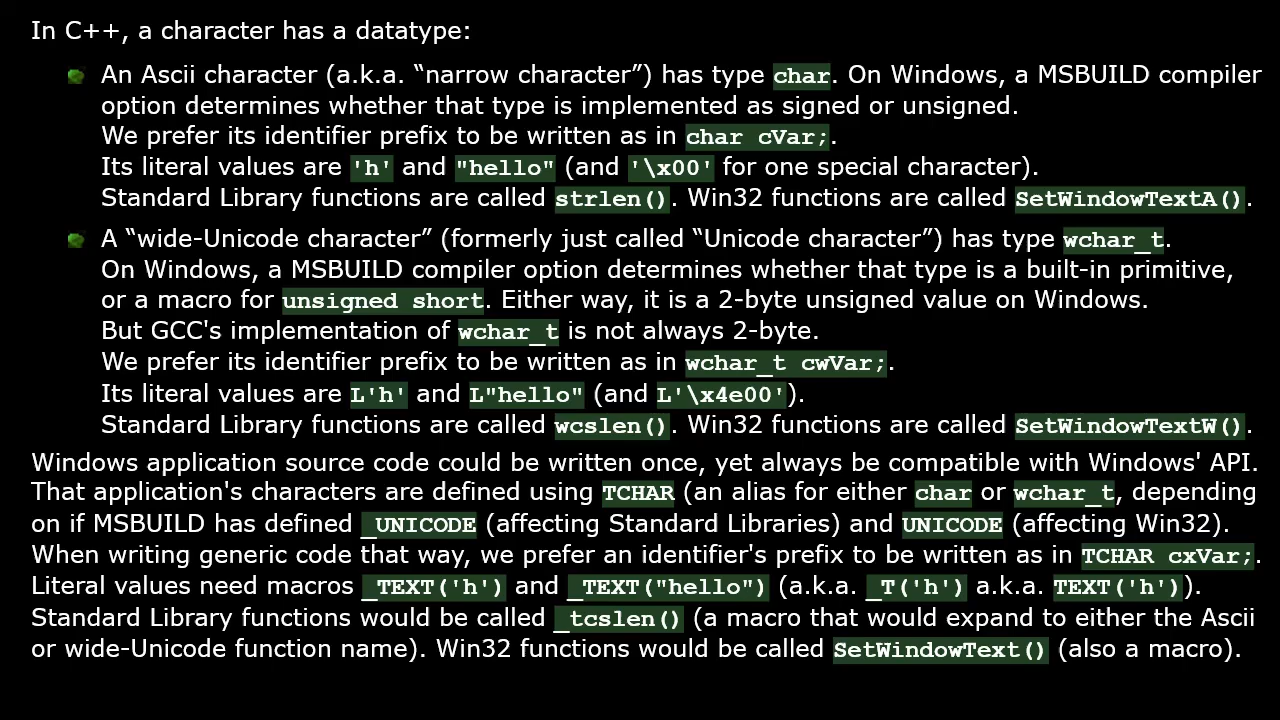 In C++, a character has a datatype:
An Ascii character (a.k.a. “narrow character”) has type char. On Windows, a MSBUILD compiler
option determines whether that type is implemented as signed or unsigned.
We prefer its identifier prefix to be written as in char cVar;.
Its literal values are 'h' and "hello" (and '\x00' for one special character).
Standard Library functions are called strlen(). Win32 functions are called SetWindowTextA().
A “wide-Unicode character” (formerly just called “Unicode character”) has type wchar_t.
On Windows, a MSBUILD compiler option determines whether that type is a built-in primitive,
or a macro for unsigned short. Either way, it is a 2-byte unsigned value on Windows.
But GCC's implementation of wchar_t is not always 2-byte.
We prefer its identifier prefix to be written as in wchar_t cwVar;.
Its literal values are L'h' and L"hello" (and L'\x4e00').
Standard Library functions are called wcslen(). Win32 functions are called SetWindowTextW().
Windows application source code could be written once, yet always be compatible with Windows' API.
That application's characters are defined using TCHAR (an alias for either char or wchar_t, depending
on if MSBUILD has defined _UNICODE (affecting Standard Libraries) and UNICODE (affecting Win32).
When writing generic code that way, we prefer an identifier's prefix to be written as in TCHAR cxVar;.
Literal values need macros _TEXT('h') and _TEXT("hello") (a.k.a. _T('h') a.k.a. TEXT('h')).
Standard Library functions would be called _tcslen() (a macro that would expand to either the Ascii
or wide-Unicode function name). Win32 functions would be called SetWindowText() (also a macro).